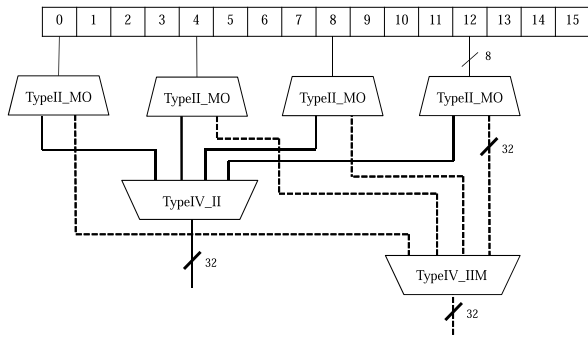 0 1 2 3 4 5 6 7 8 9 10 11 12 13 14 15
8
TypeII_MO TypeII_MO TypeII_MO TypeII_MO
32
TypeIV_II
32
TypeIV_IIM
32